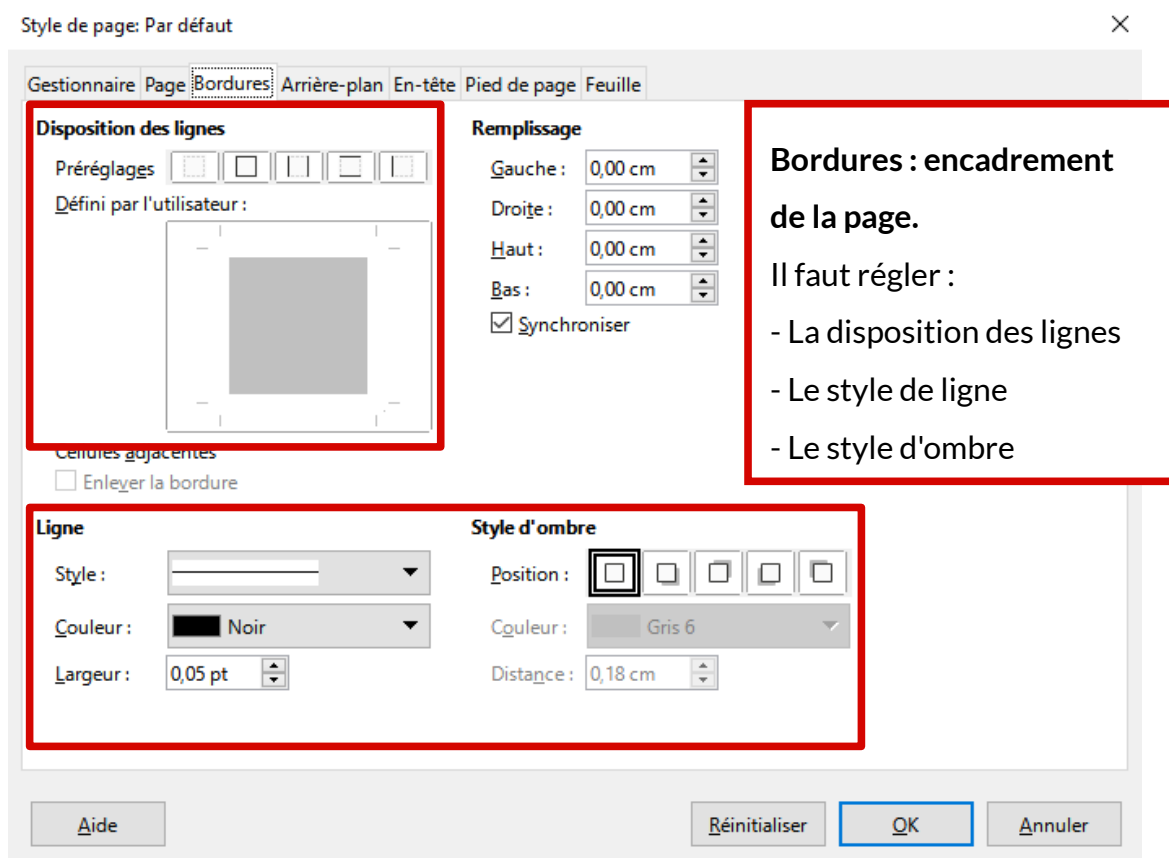 Style de page: Par défaut
Gestionnaire Page Bordures Arrière-plan En-tête Pied de page Feuille
Disposition des lignes
Préréglages
Défini par l'utilisateur :
Remplissage
Gauche : 0,00 cm
Droite : 0,00 cm
Haut : 0,00 cm
Bas : 0,00 cm
Synchroniser
Bordures : encadrement
de la page.
Il faut régler :
- La disposition des lignes
- Le style de ligne
- Le style d'ombre
Cellules adjacentes
Enlever la bordure
Ligne
Style :
Couleur : Noir
Largeur : 0,05 pt
Style d'ombre
Position :
Couleur : Gris 6
Distance : 0,18 cm
Aide Réinitialiser OK Annuler